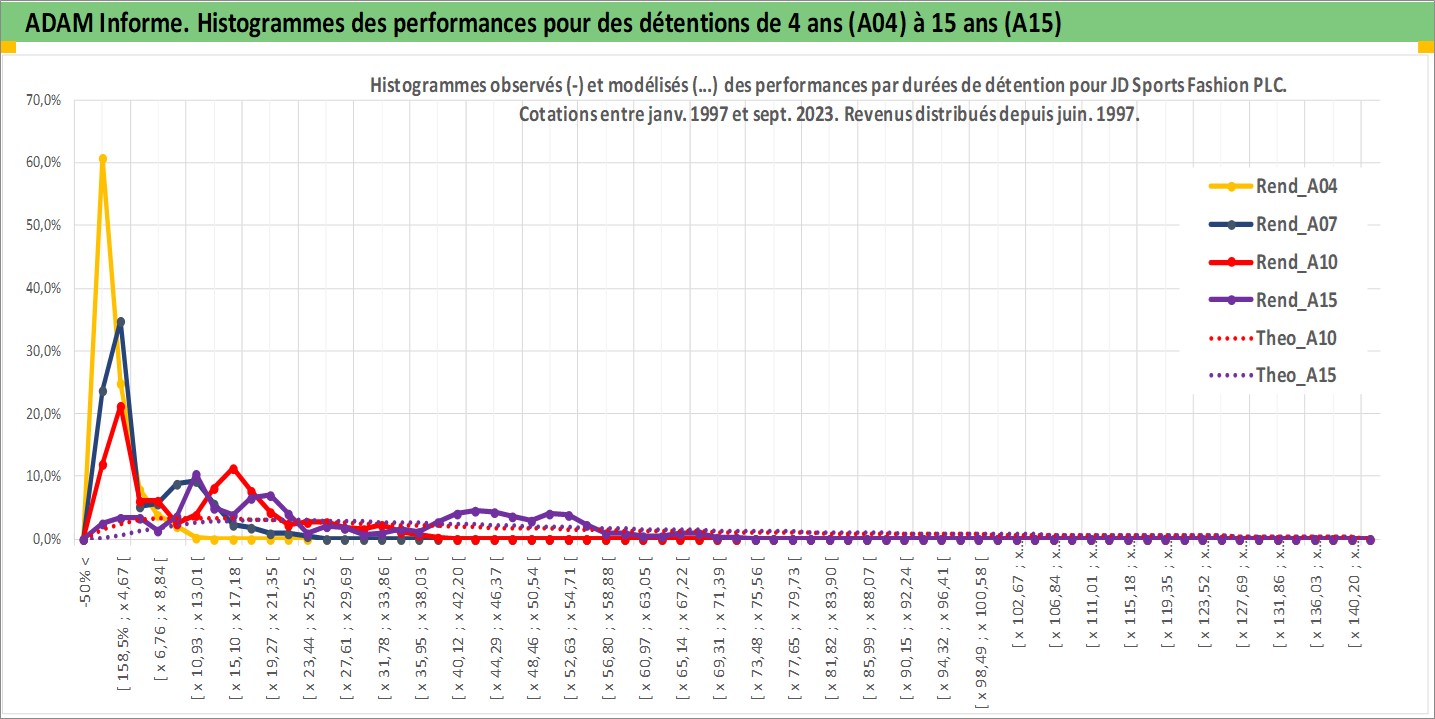 ADAM Informe. Histogrammes des performances pour des détentions de 4 ans (A04) à 15 ans (A15)
Histogrammes observés (-) et modélisés (...) des performances par durées de détention pour JD Sports Fashion PLC.
Cotations entre janv. 1997 et sept. 2023. Revenus distribués depuis juin. 1997.
70,0%
60,0%
50,0%
40,0%
30,0%
20,0%
10,0%
0,0%
Rend_A04
Rend_A07
Rend_A10
Rend_A15
Theo_A10
Theo_A15
-50% <
[ 158,5% ; x 4,67 [
[ x 6,76 ; x 8,84 [
[ x 10,93 ; x 13,01 [
[ x 15,10 ; x 17,18 [
[ x 19,27 ; x 21,35 [
[ x 23,44 ; x 25,52 [
[ x 27,61 ; x 29,69 [
[ x 31,78 ; x 33,86 [
[ x 35,95 ; x 38,03 [
[ x 40,12 ; x 42,20 [
[ x 44,29 ; x 46,37 [
[ x 48,46 ; x 50,54 [
[ x 52,63 ; x 54,71 [
[ x 56,80 ; x 58,88 [
[ x 60,97 ; x 63,05 [
[ x 65,14 ; x 67,22 [
[ x 69,31 ; x 71,39 [
[ x 73,48 ; x 75,56 [
[ x 77,65 ; x 79,73 [
[ x 81,82 ; x 83,90 [
[ x 85,99 ; x 88,07 [
[ x 90,15 ; x 92,24 [
[ x 94,32 ; x 96,41 [
[ x 98,49 ; x 100,58 [
[ x 102,67 ; x...
[ x 106,84 ; x...
[ x 111,01 ; x...
[ x 115,18 ; x...
[ x 119,35 ; x...
[ x 123,52 ; x...
[ x 127,69 ; x...
[ x 131,86 ; x...
[ x 136,03 ; x...
[ x 140,20 ; x...